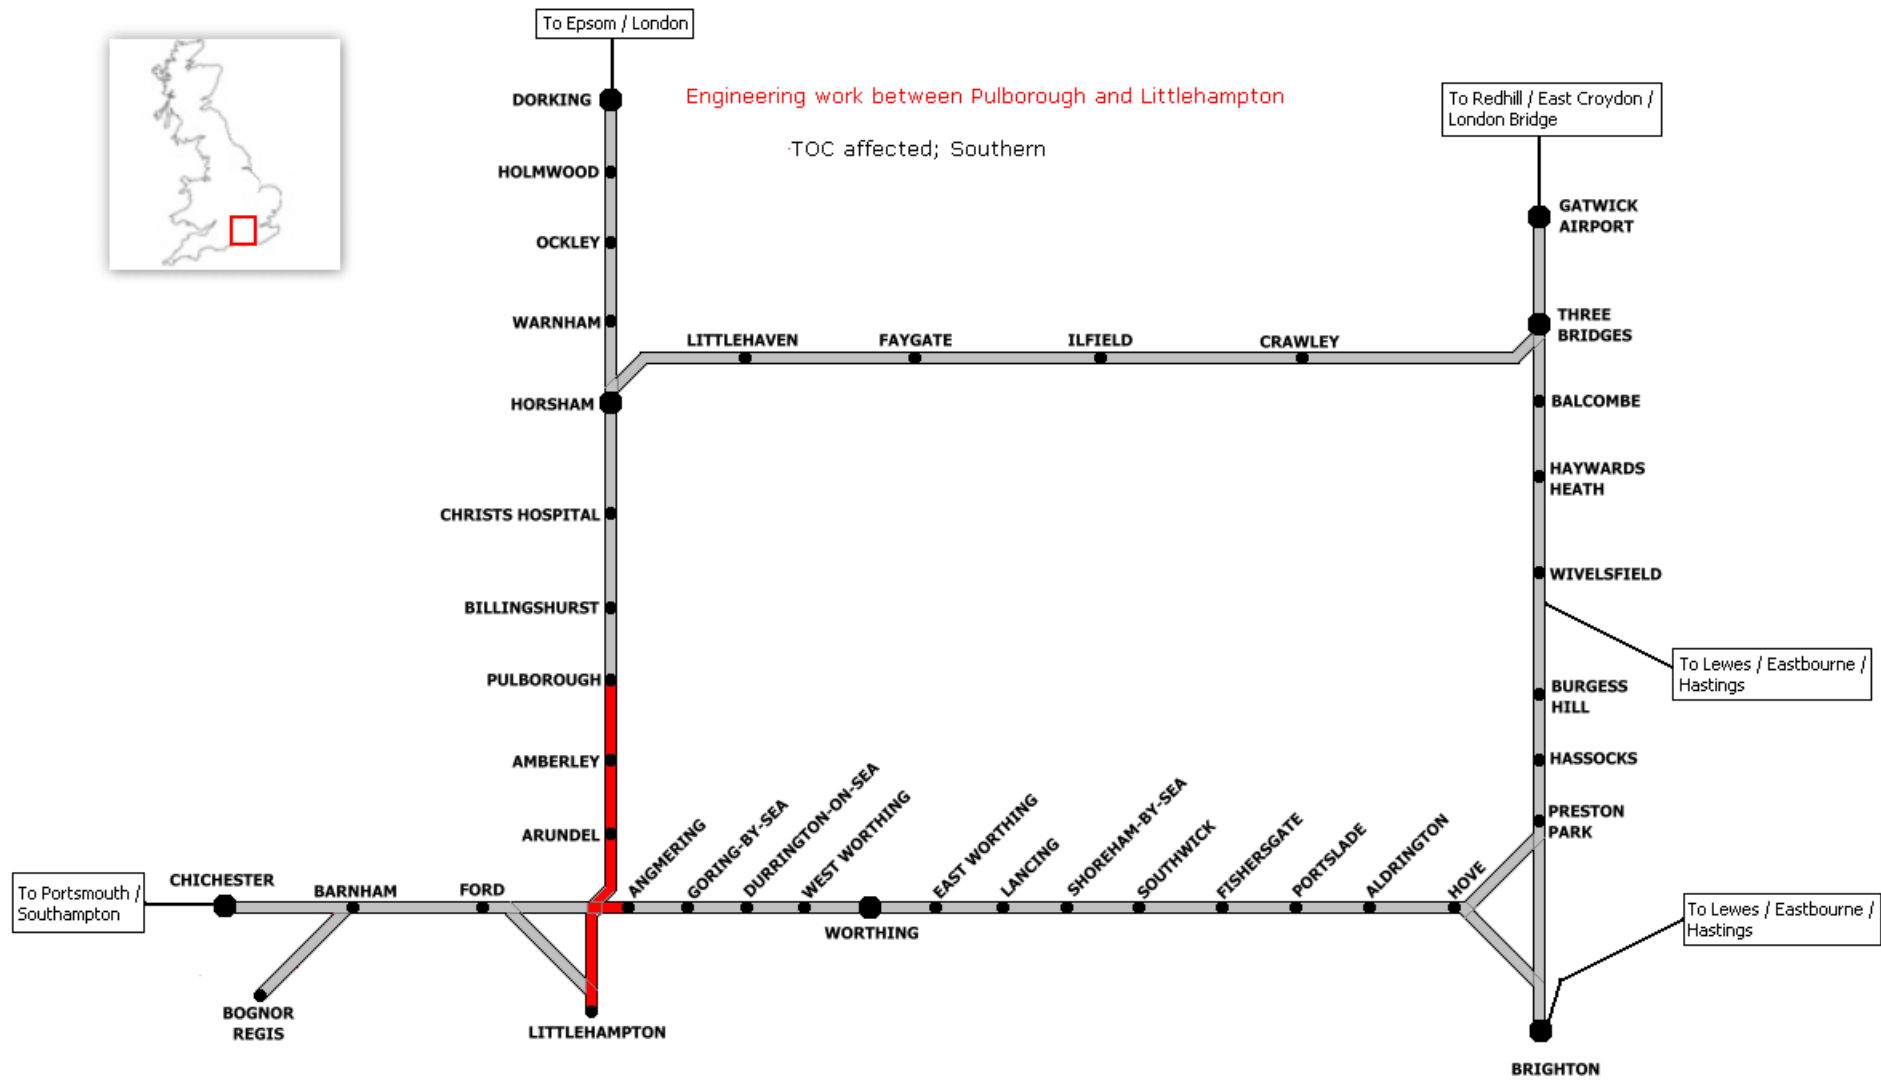 To Epsom / London
Engineering work between Pulborough and Littlehampton
TOC affected; Southern
To Redhill / East Croydon /
London Bridge
DORKING
HOLMWOOD
OCKLEY
WARNHAM
HORSHAM
LITTLEHAVEN
FAYGATE
ILFIELD
CRAWLEY
GATWICK
AIRPORT
THREE
BRIDGES
BALCOMBE
HAYWARDS
HEATH
WIVELSFIELD
To Lewes / Eastbourne /
Hastings
BURGESS
HILL
HASSOCKS
PRESTON
PARK
CHRISTS HOSPITAL
BILLINGSHURST
PULBOROUGH
AMBERLEY
ARUNDEL
To Portsmouth /
Southampton
CHICHESTER
BARNHAM
FORD
ANGMERING
GORING-BY-SEA
DURRINGTON-ON-SEA
WEST WORTHING
WORTHING
EAST WORTHING
LANCING
SHOREHAM-BY-SEA
SOUTHWICK
FISHERSGATE
PORTSLADE
ALDRINGTON
HOVE
To Lewes / Eastbourne /
Hastings
BOGNOR
REGIS
LITTLEHAMPTON
BRIGHTON